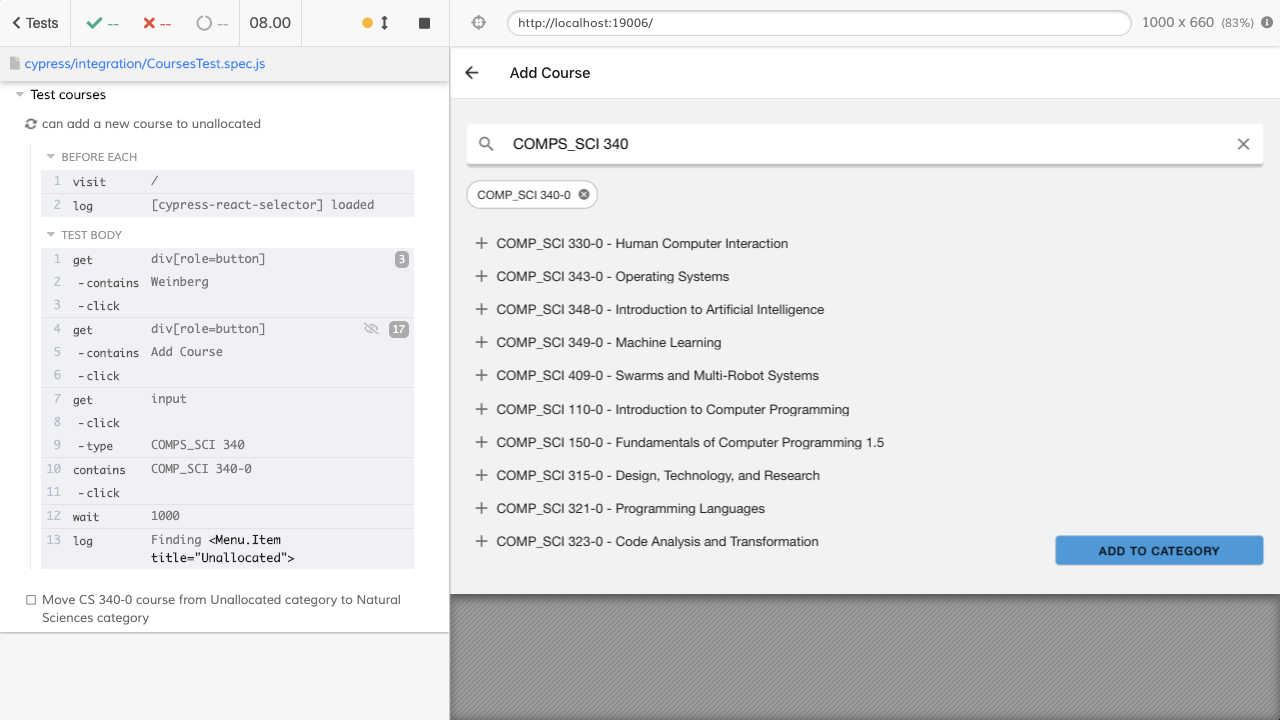 Tests -- -- -- 08.00
http://localhost:19006/ 1000 x 660 (83%)
cypress/integration/CoursesTest.spec.js
Test courses
can add a new course to unallocated
BEFORE EACH
1 visit /
2 log [cypress-react-selector] loaded
TEST BODY
1 get div[role=button] 3
2 -contains Weinberg
3 -click
4 get div[role=button] 17
5 -contains Add Course
6 -click
7 get input
8 -click
9 -type COMPS_SCI 340
10 contains COMP_SCI 340-0
11 -click
12 wait 1000
13 log Finding <Menu.Item
title="Unallocated">
Move CS 340-0 course from Unallocated category to Natural
Sciences category
Add Course
COMPS_SCI 340
COMP_SCI 340-0
COMP_SCI 330-0 - Human Computer Interaction
COMP_SCI 343-0 - Operating Systems
COMP_SCI 348-0 - Introduction to Artificial Intelligence
COMP_SCI 349-0 - Machine Learning
COMP_SCI 409-0 - Swarms and Multi-Robot Systems
COMP_SCI 110-0 - Introduction to Computer Programming
COMP_SCI 150-0 - Fundamentals of Computer Programming 1.5
COMP_SCI 315-0 - Design, Technology, and Research
COMP_SCI 321-0 - Programming Languages
COMP_SCI 323-0 - Code Analysis and Transformation
ADD TO CATEGORY